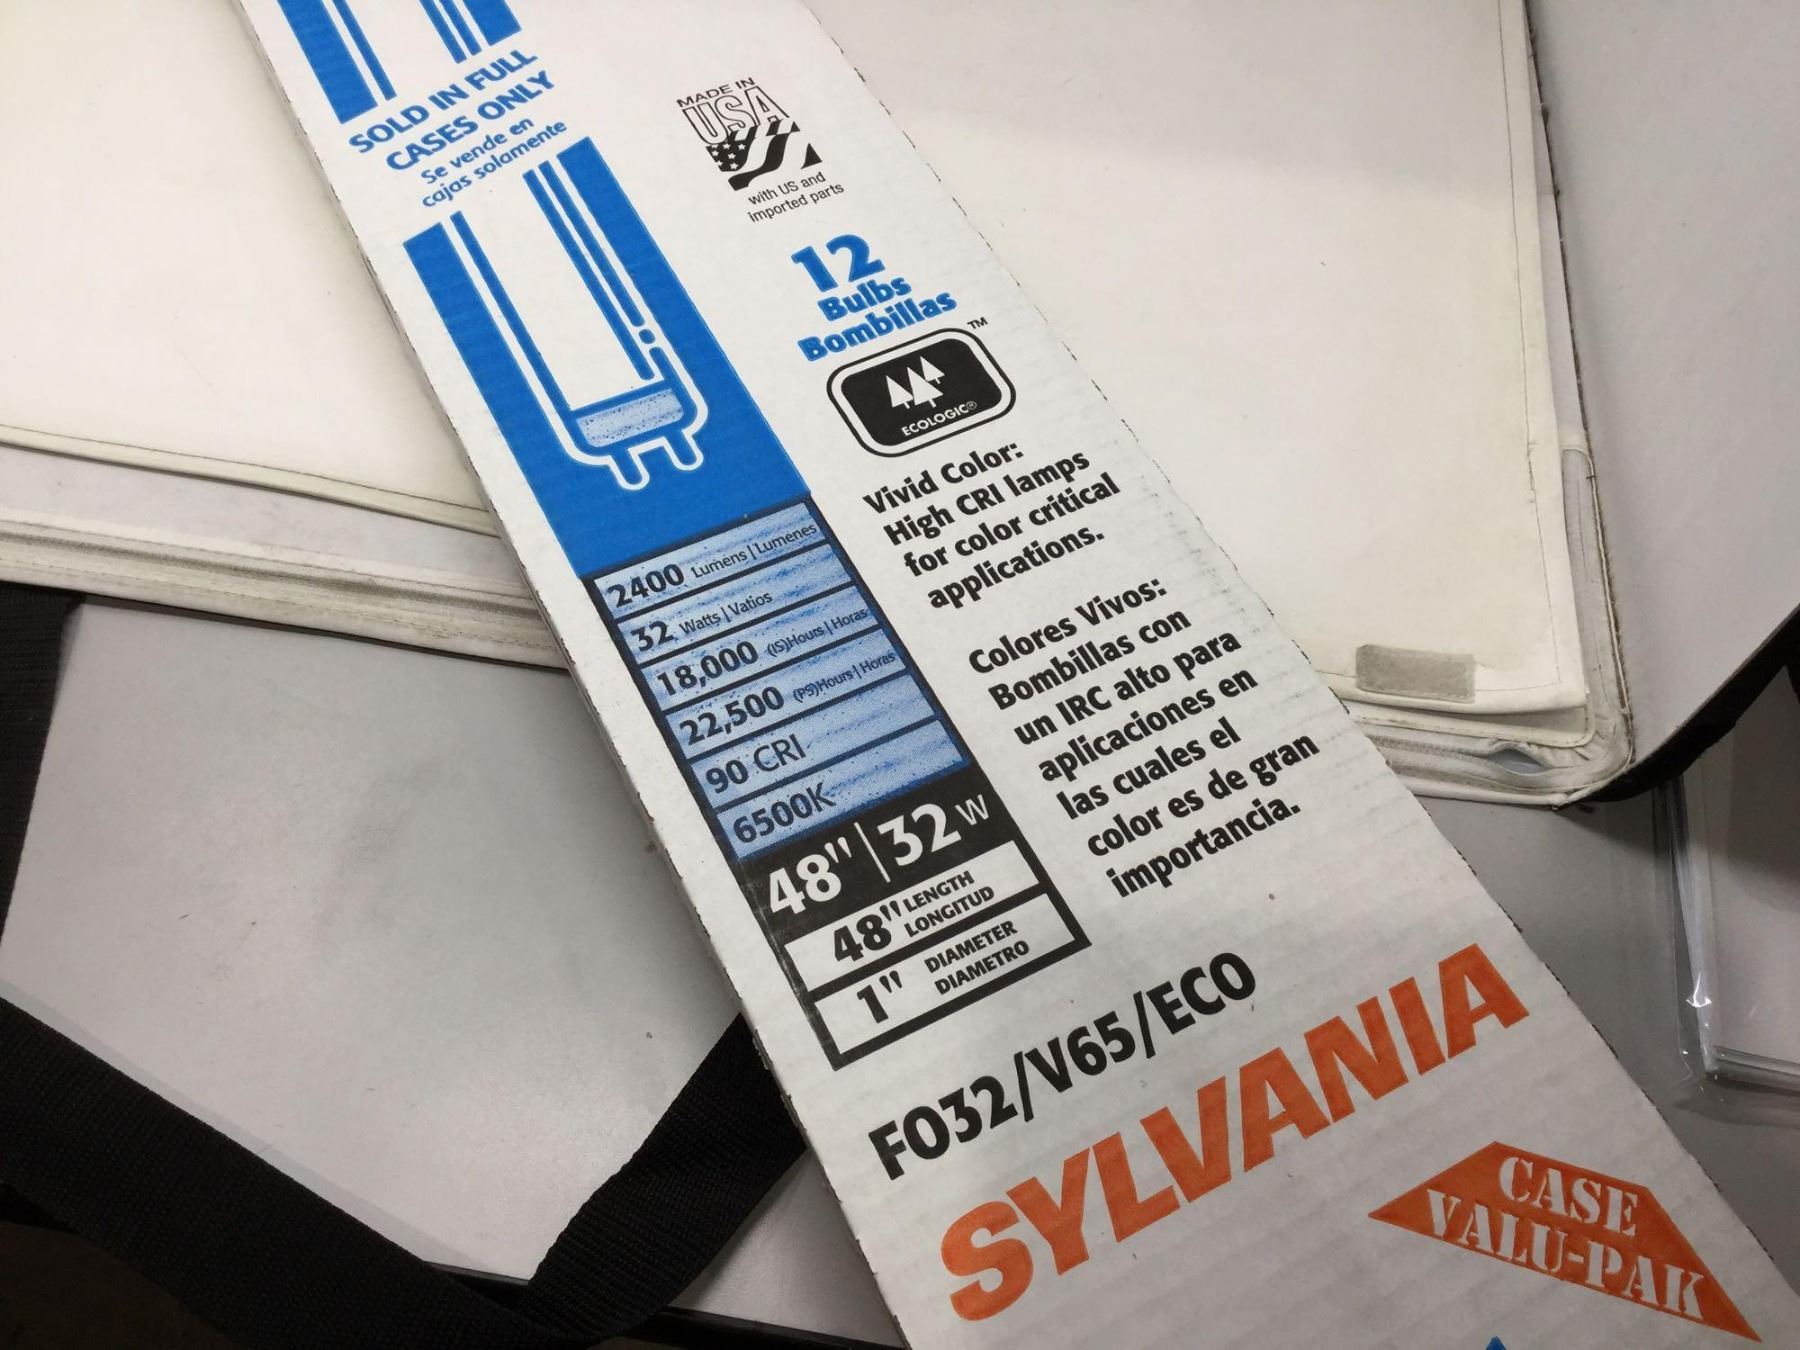 SOLD IN FULL
CASES ONLY
Se vende en
cajas solamente
MADE IN
USA
with US and
imported parts
12
Bulbs
Bombillas
TM
ECOLOGIC®
Vivid Color:
High CRI lamps
for color critical
applications.
Colores Vivos:
Bombillas con
un IRC alto para
aplicaciones en
las cuales el
color es de gran
importancia.
2400 Lumens | Lumenes
32 Watts | Vatios
18,000 (IS)Hours | Horas
22,500 (PS)Hours | Horas
90 CRI
6500K
48" | 32 W
48" LENGTH
LONGITUD
1" DIAMETER
DIAMETRO
FO32/V65/ECO
SYLVANIA
CASE
VALU-PAK